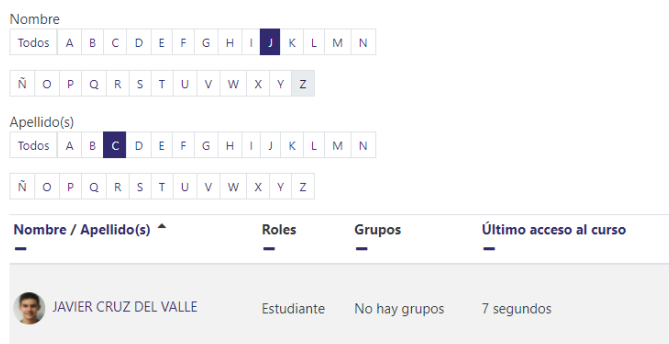 Nombre
Todos A B C D E F G H I J K L M N
Ñ O P Q R S T U V W X Y Z
Apellido(s)
Todos A B C D E F G H I J K L M N
Ñ O P Q R S T U V W X Y Z
Nombre / Apellido(s) Roles Grupos Último acceso al curso
JAVIER CRUZ DEL VALLE Estudiante No hay grupos 7 segundos